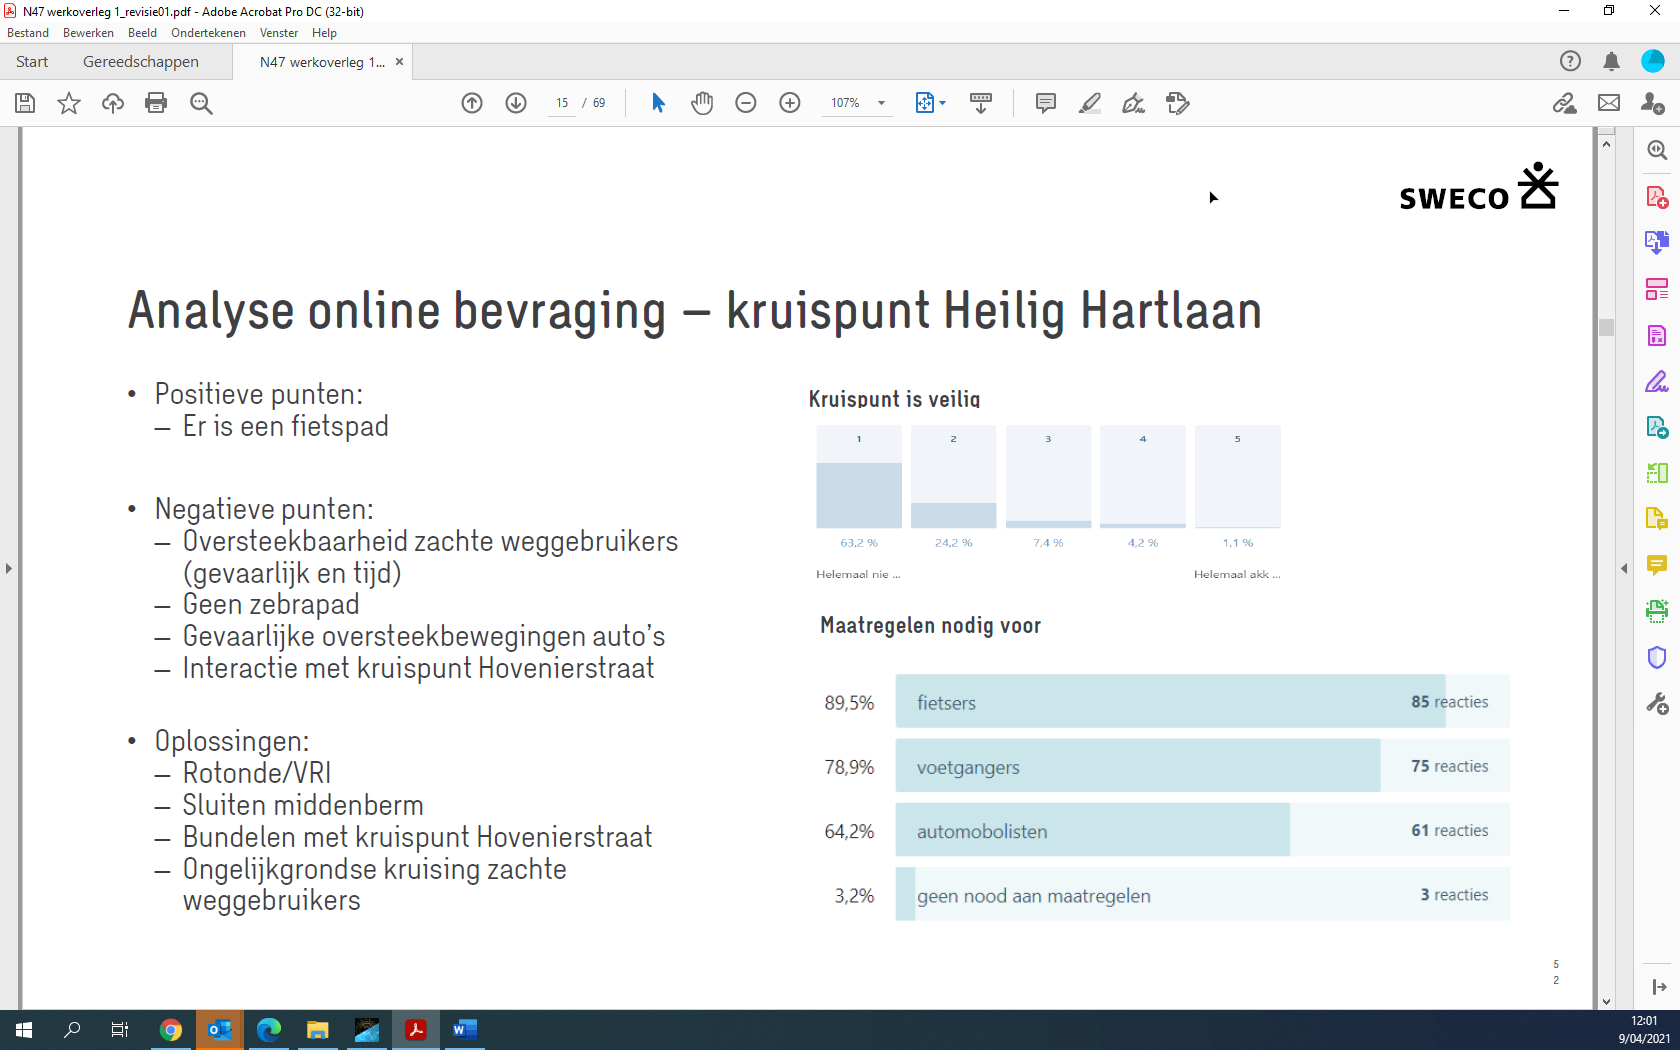 N47 werkoverleg 1_revisie01.pdf - Adobe Acrobat Pro DC (32-bit)
Bestand Bewerken Beeld Ondertekenen Venster Help
Start Gereedschappen N47 werkoverleg 1... ×
15 / 69 107%
SWECO
Analyse online bevraging – kruispunt Heilig Hartlaan
• Positieve punten:
– Er is een fietspad
• Negatieve punten:
– Oversteekbaarheid zachte weggebruikers
(gevaarlijk en tijd)
– Geen zebrapad
– Gevaarlijke oversteekbewegingen auto's
– Interactie met kruispunt Hovenierstraat
• Oplossingen:
– Rotonde/VRI
– Sluiten middenberm
– Bundelen met kruispunt Hovenierstraat
– Ongelijkgrondse kruising zachte
weggebruikers
Kruispunt is veilig
1 2 3 4 5
63,2 % 24,2 % 7,4 % 4,2 % 1,1 %
Helemaal nie ... Helemaal akk ...
Maatregelen nodig voor
89,5% fietsers 85 reacties
78,9% voetgangers 75 reacties
64,2% automobolisten 61 reacties
3,2% geen nood aan maatregelen 3 reacties
5
2
12:01
9/04/2021